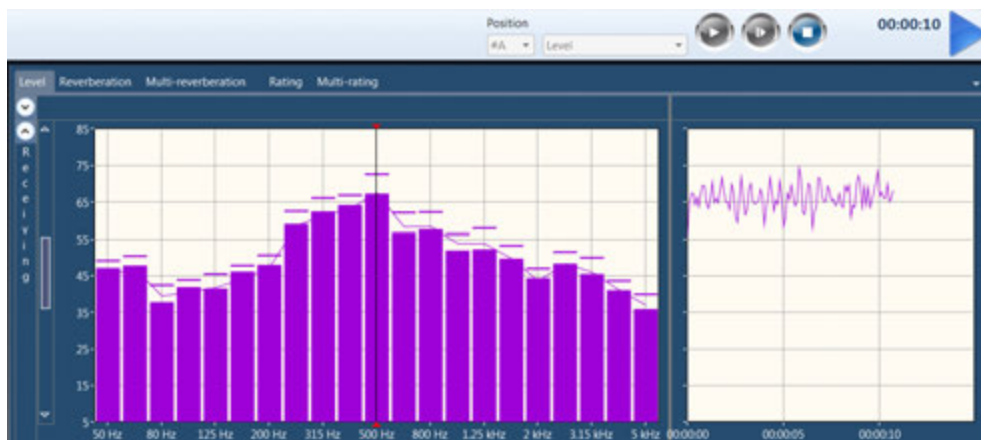 Position
#A Level 00:00:10
Level Reverberation Multi-reverberation Rating Multi-rating
Receiving
85
75
65
55
45
35
25
15
5
50 Hz 80 Hz 125 Hz 200 Hz 315 Hz 500 Hz 800 Hz 1.25 kHz 2 kHz 3.15 kHz 5 kHz
00:00:00 00:00:05 00:00:10